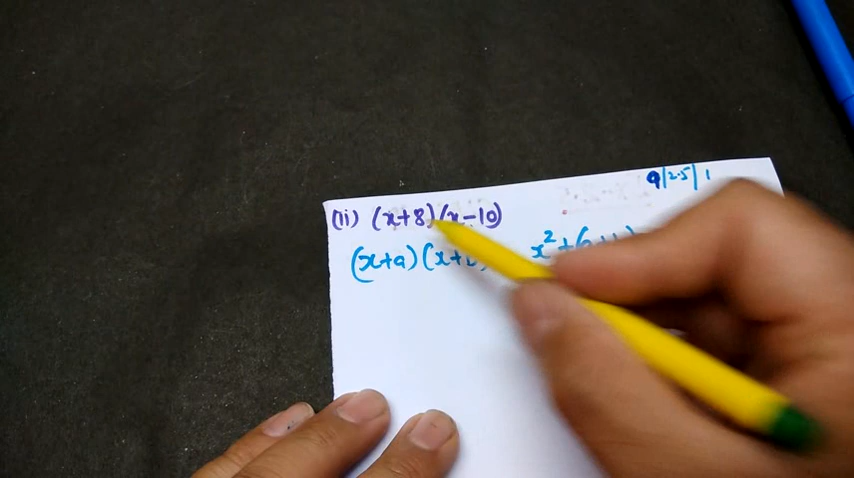 9/2.5/1
(ii) (x+8)(x-10)
(x+a)(x+ x²+(